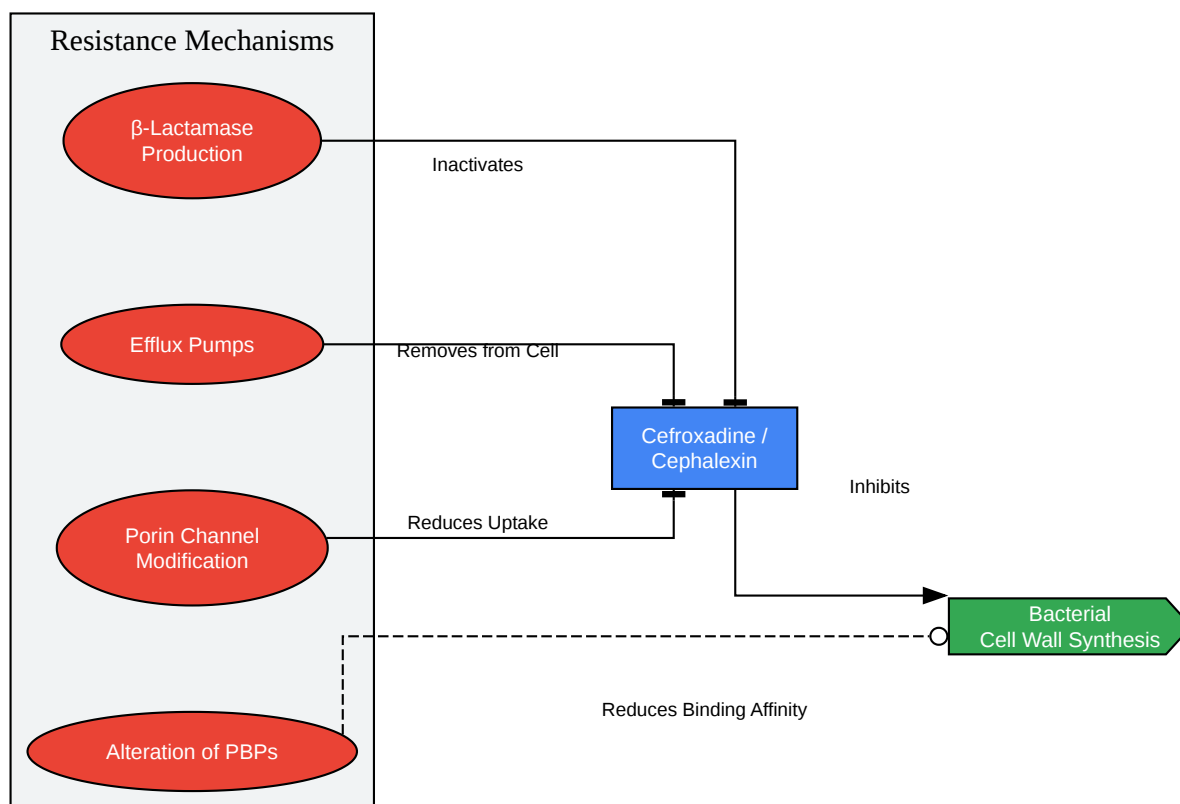 Resistance Mechanisms
β-Lactamase
Production
Inactivates
Efflux Pumps
Removes from Cell
Cefroxadine /
Cephalexin
Inhibits
Porin Channel
Modification
Reduces Uptake
Bacterial
Cell Wall Synthesis
Reduces Binding Affinity
Alteration of PBPs